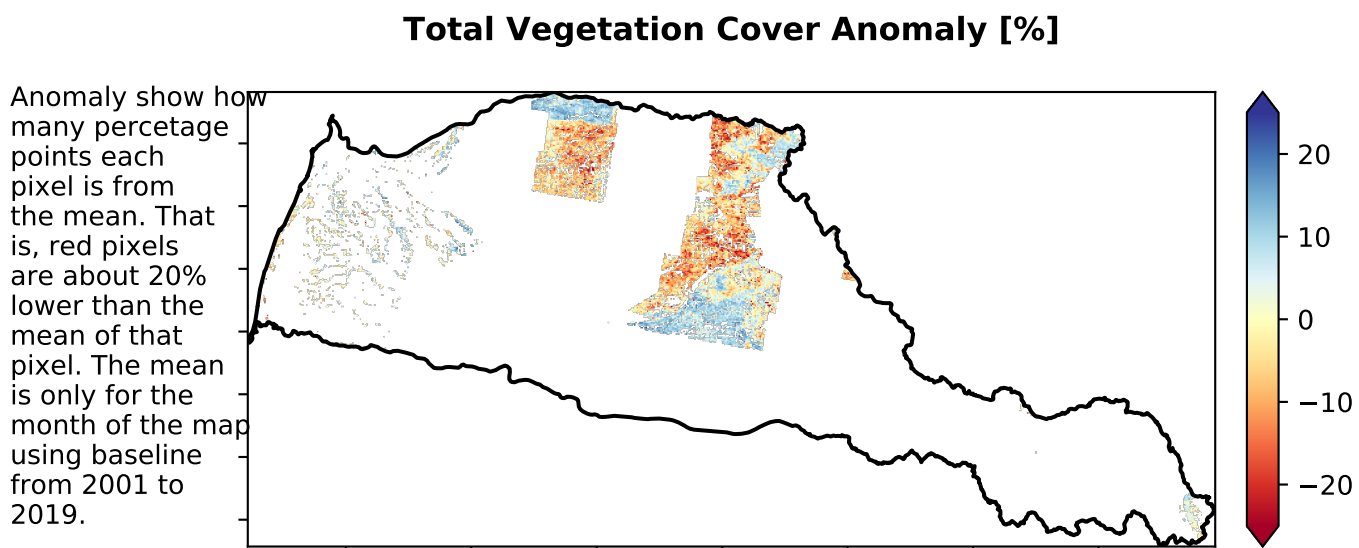 Total Vegetation Cover Anomaly [%]
Anomaly show how
many percetage
points each
pixel is from
the mean. That
is, red pixels
are about 20%
lower than the
mean of that
pixel. The mean
is only for the
month of the map
using baseline
from 2001 to
2019.
20
10
0
−10
−20